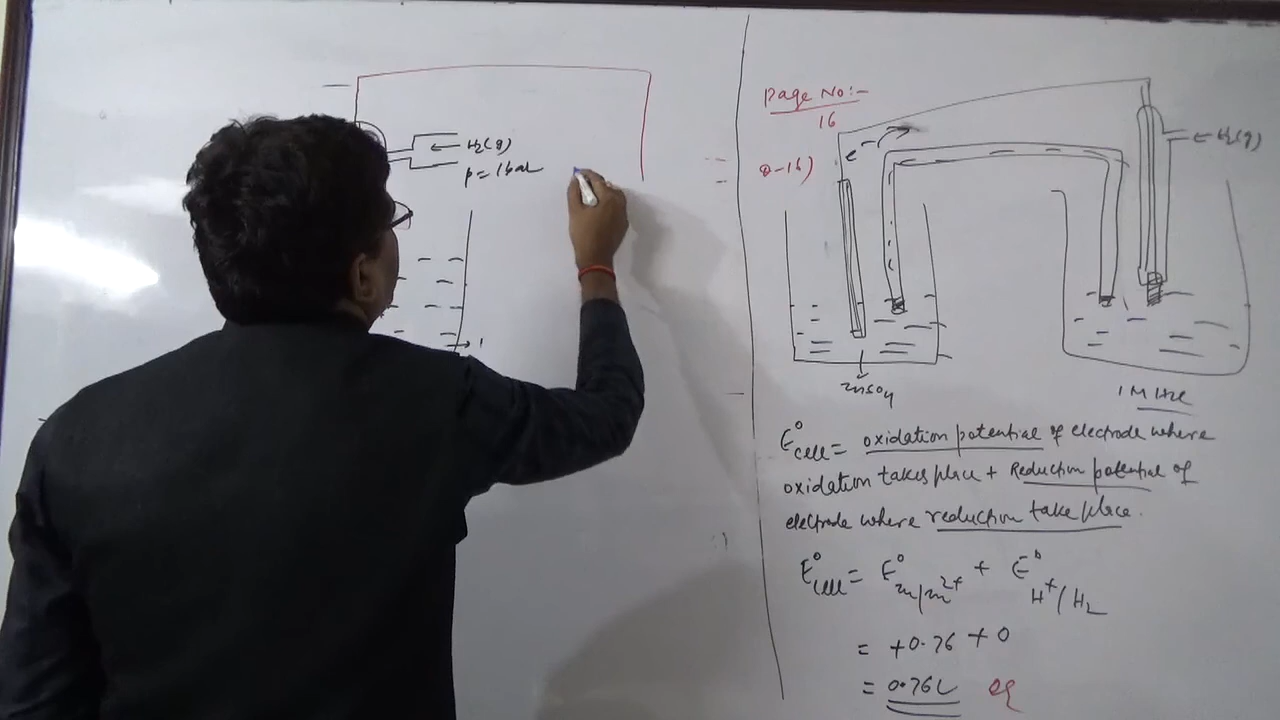 H₂(g)
p = 1bar
Page No:-
16
Q-16)
e⁻
H₂(g)
ZnSO₄
1M HCl
E°cell = oxidation potential of electrode where
oxidation takes place + Reduction potential of
electrode where reduction take place.
E°cell = E°Zn/Zn²⁺ + E°H⁺/H₂
= +0.76 + 0
= 0.76